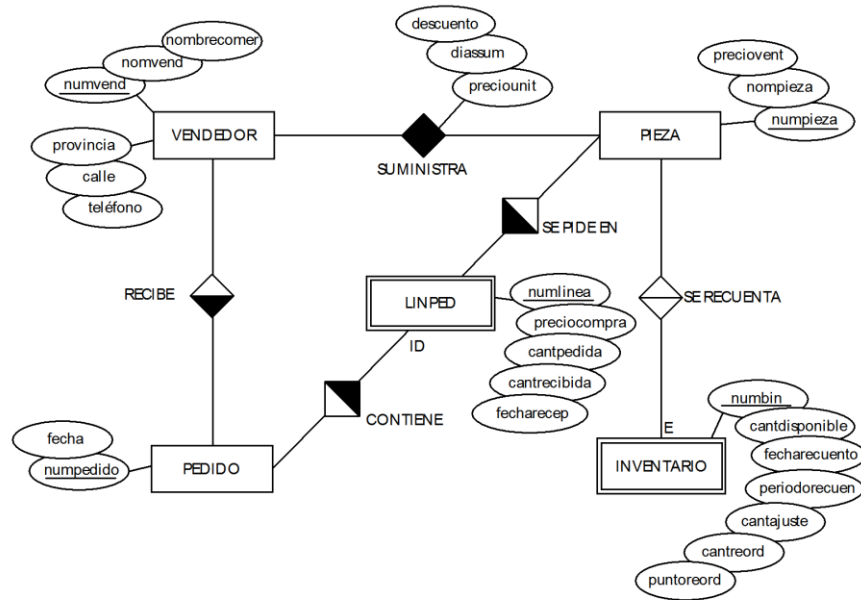 nombrecomer
nomvend
numvend
descuento
diassum
preciounit
preciovent
nompieza
numpieza
VENDEDOR
PIEZA
SUMINISTRA
provincia
calle
teléfono
SE PIDE EN
RECIBE
LINPED
numlinea
preciocompra
cantpedida
cantrecibida
fecharecep
SE RECUENTA
ID
CONTIENE
fecha
numpedido
PEDIDO
E
INVENTARIO
numbin
cantdisponible
fecharecuento
periodorecuen
cantajuste
cantreord
puntoreord